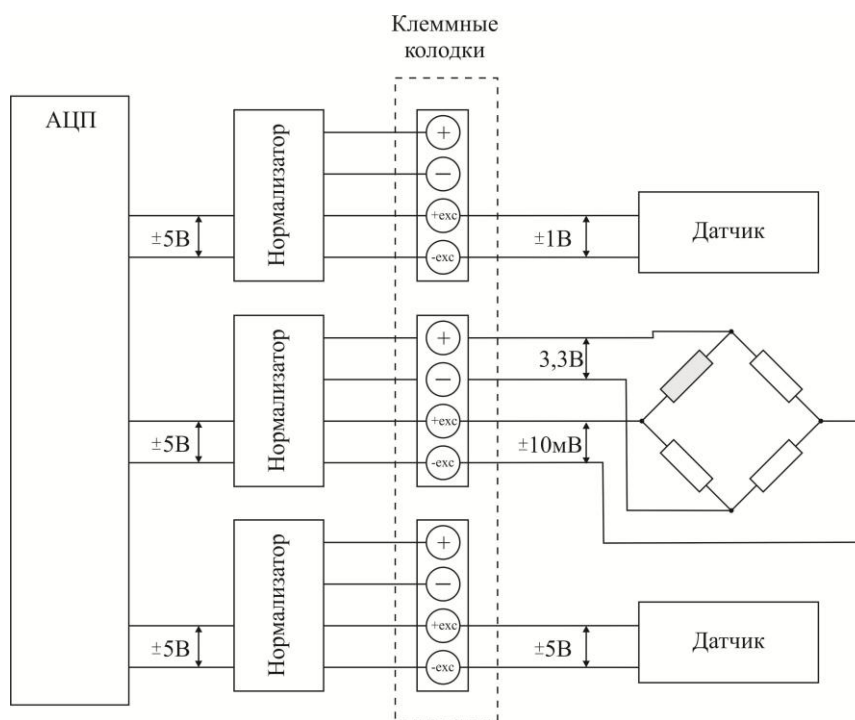 Клеммные
колодки
АЦП
Нормализатор
+
−
+exc
-exc
±5В
±1В
Датчик
Нормализатор
+
−
+exc
-exc
3,3В
±5В
±10мВ
Нормализатор
+
−
+exc
-exc
±5В
±5В
Датчик